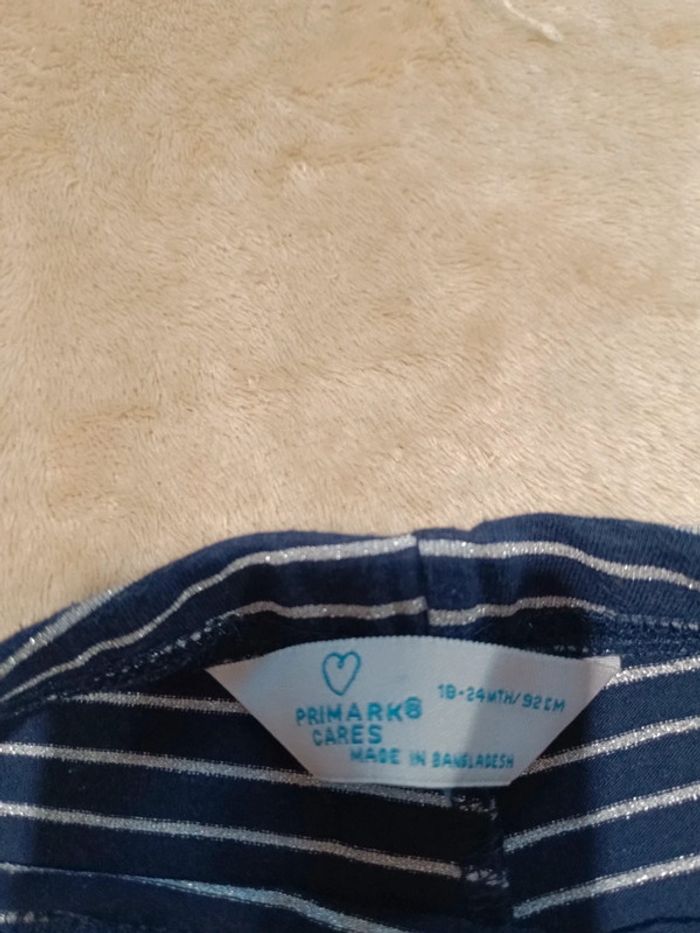 PRIMARK®
CARES
18-24MTH/92CM
MADE IN BANGLADESH